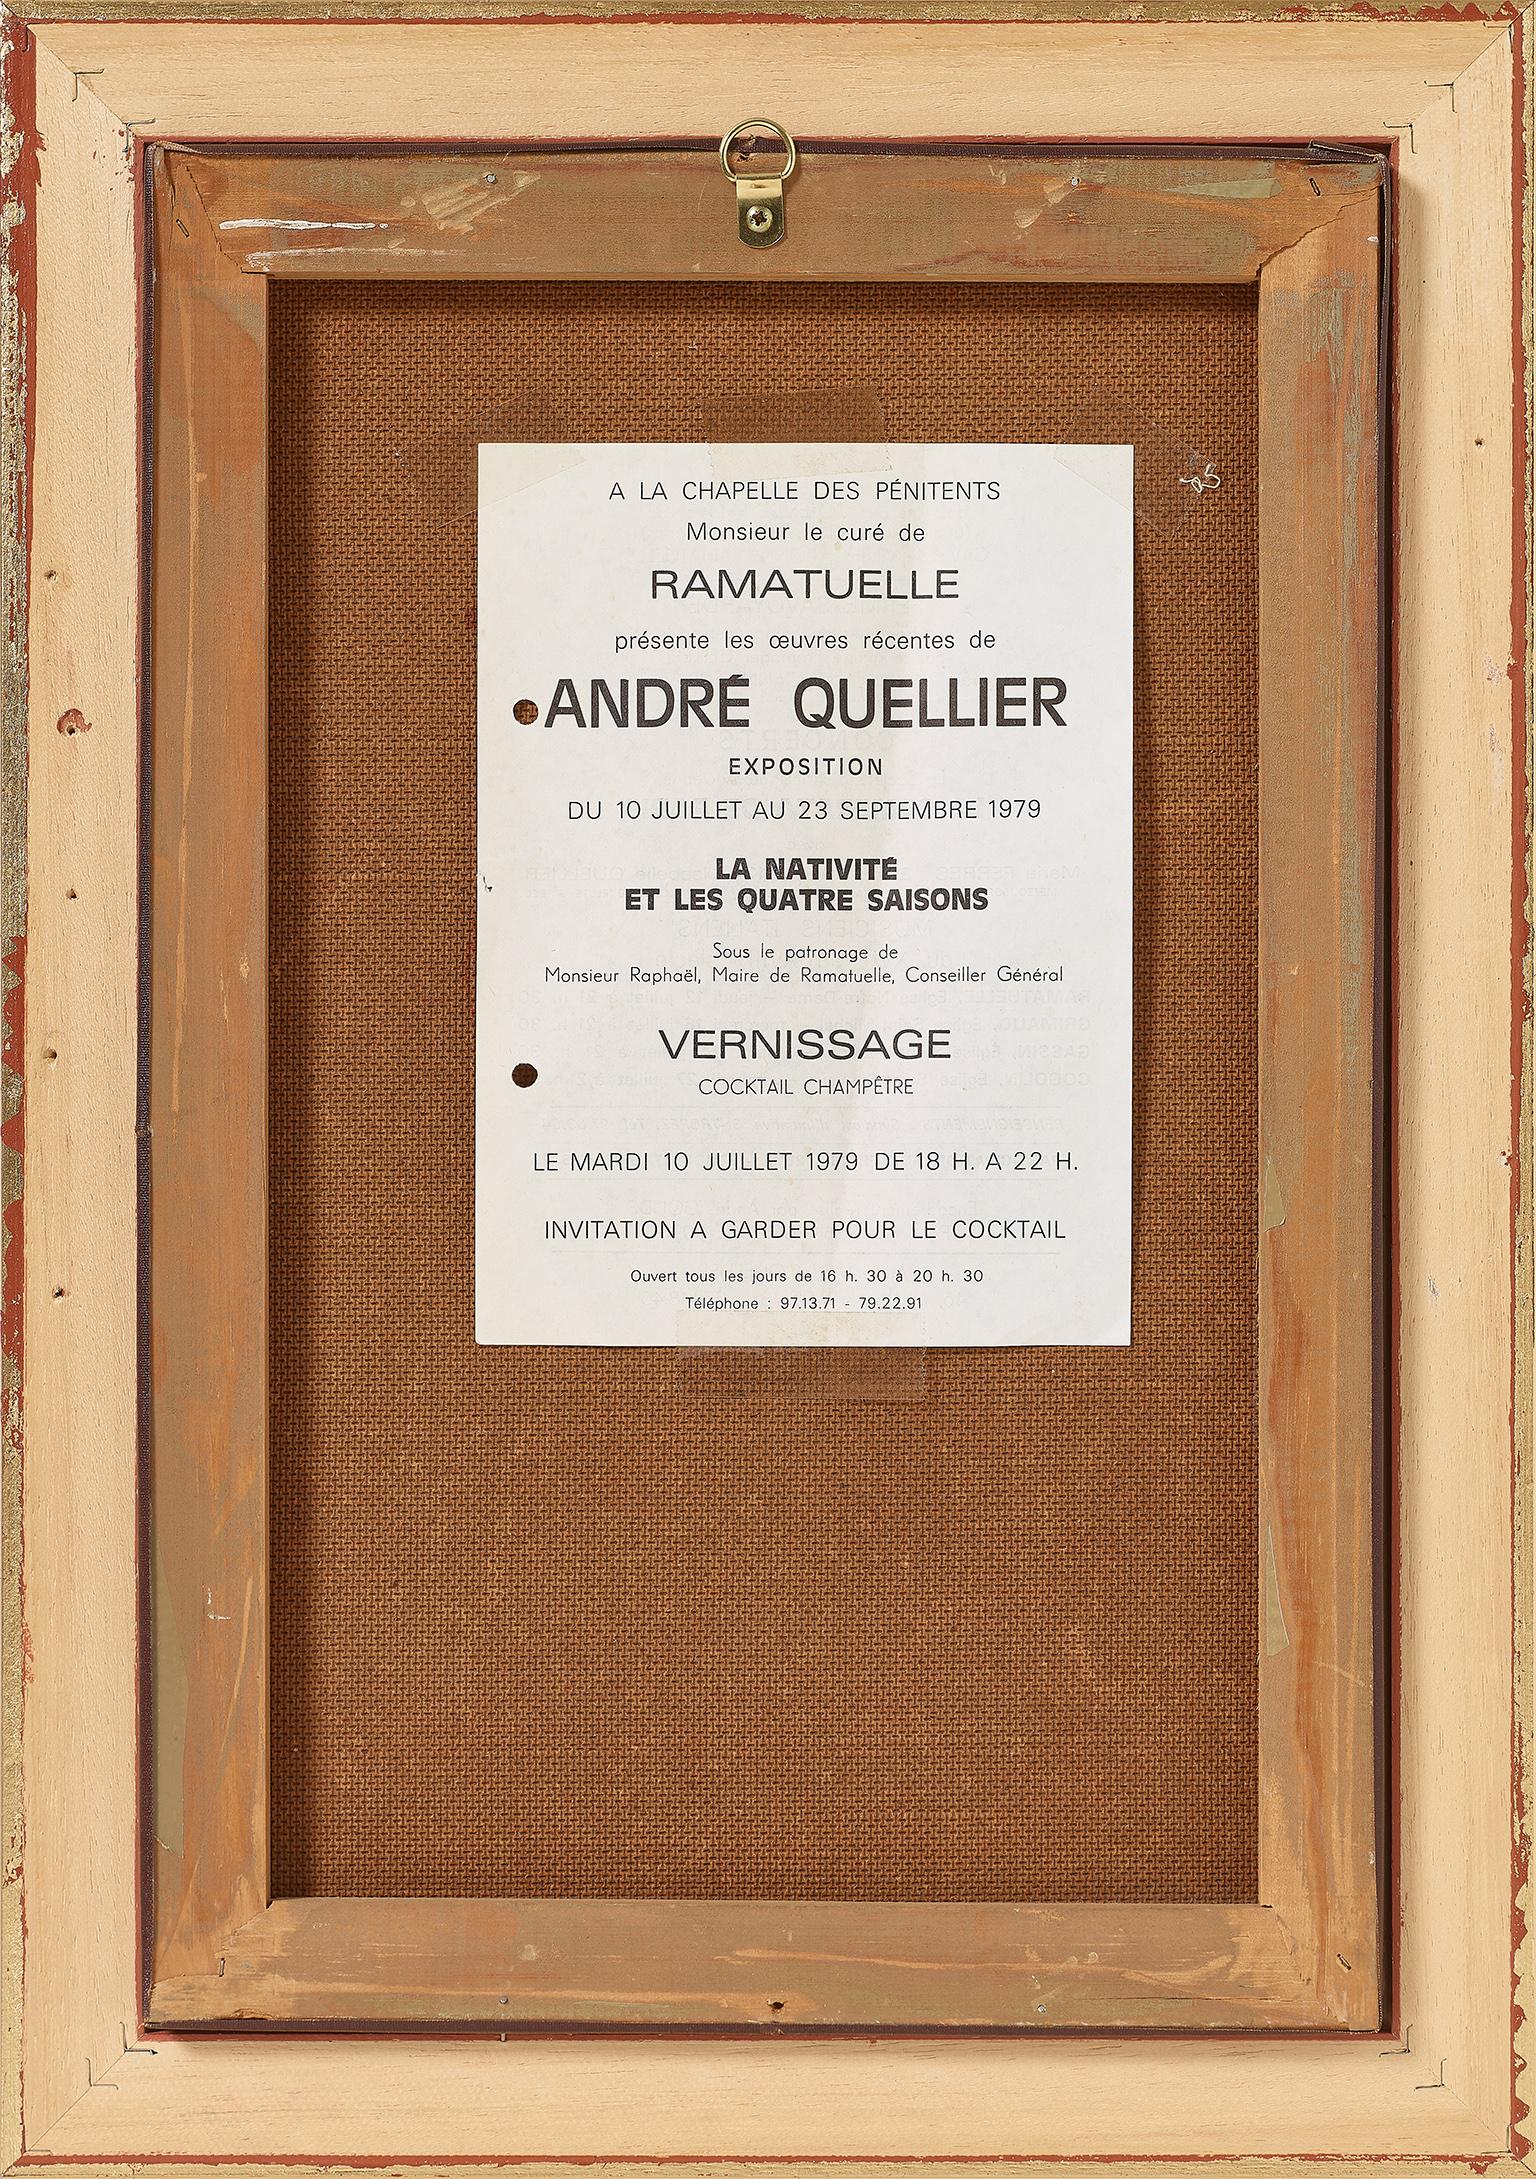 A LA CHAPELLE DES PÉNITENTS
Monsieur le curé de
RAMATUELLE
présente les œuvres récentes de
ANDRÉ QUELLIER
EXPOSITION
DU 10 JUILLET AU 23 SEPTEMBRE 1979
LA NATIVITÉ
ET LES QUATRE SAISONS
Sous le patronage de
Monsieur Raphaël, Maire de Ramatuelle, Conseiller Général
VERNISSAGE
COCKTAIL CHAMPÊTRE
LE MARDI 10 JUILLET 1979 DE 18 H. A 22 H.
INVITATION A GARDER POUR LE COCKTAIL
Ouvert tous les jours de 16 h. 30 à 20 h. 30
Téléphone : 97.13.71 - 79.22.91